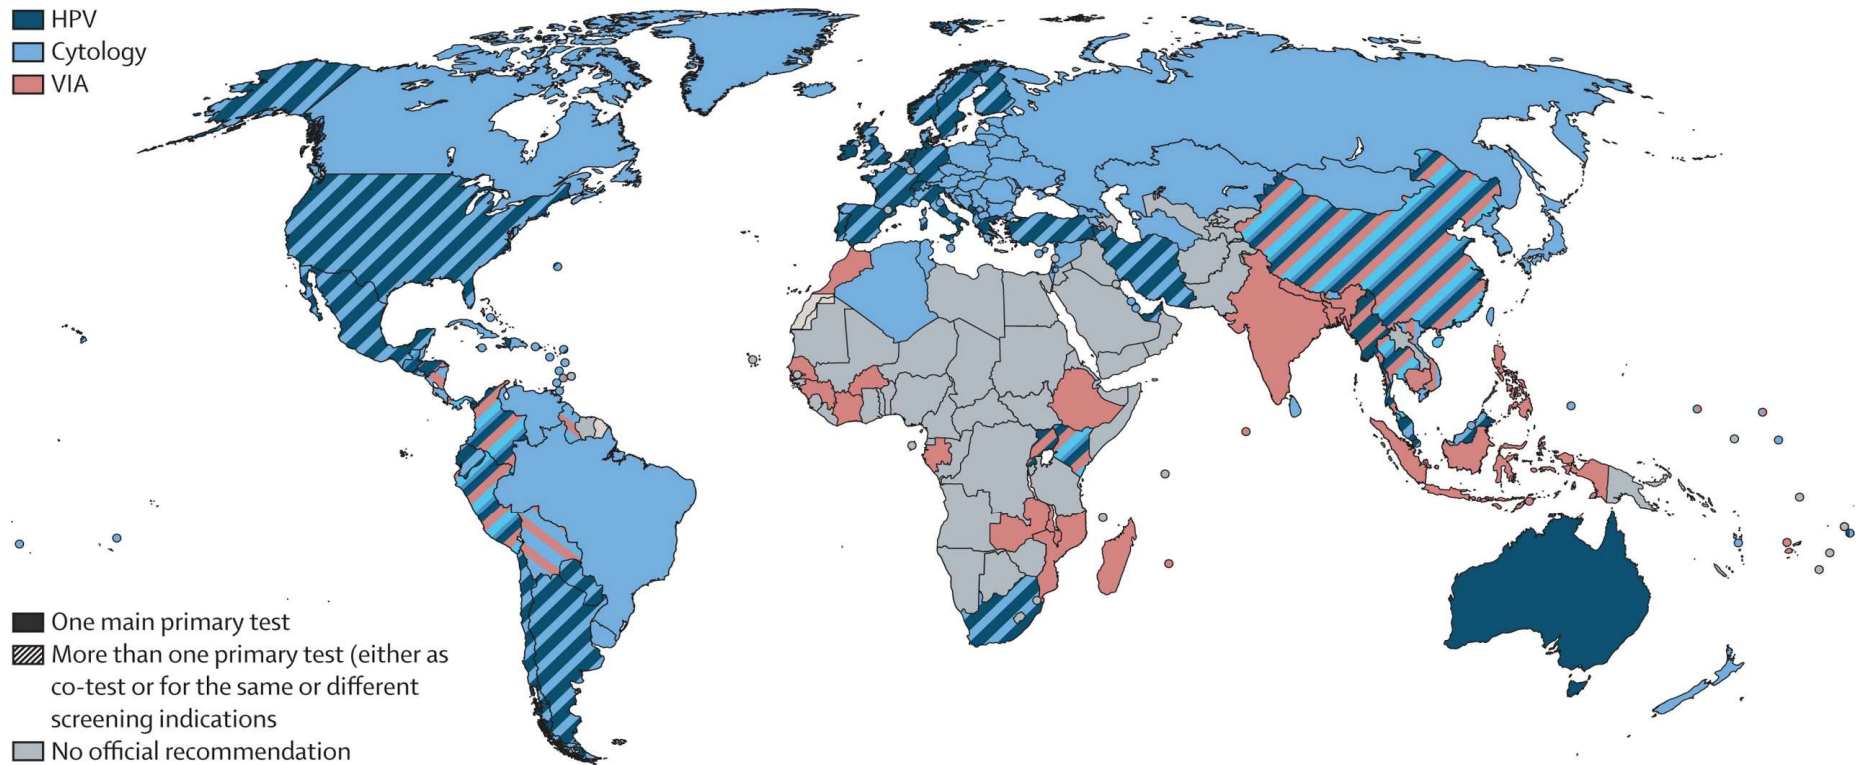 HPV
Cytology
VIA
One main primary test
More than one primary test (either as
co-test or for the same or different
screening indications
No official recommendation